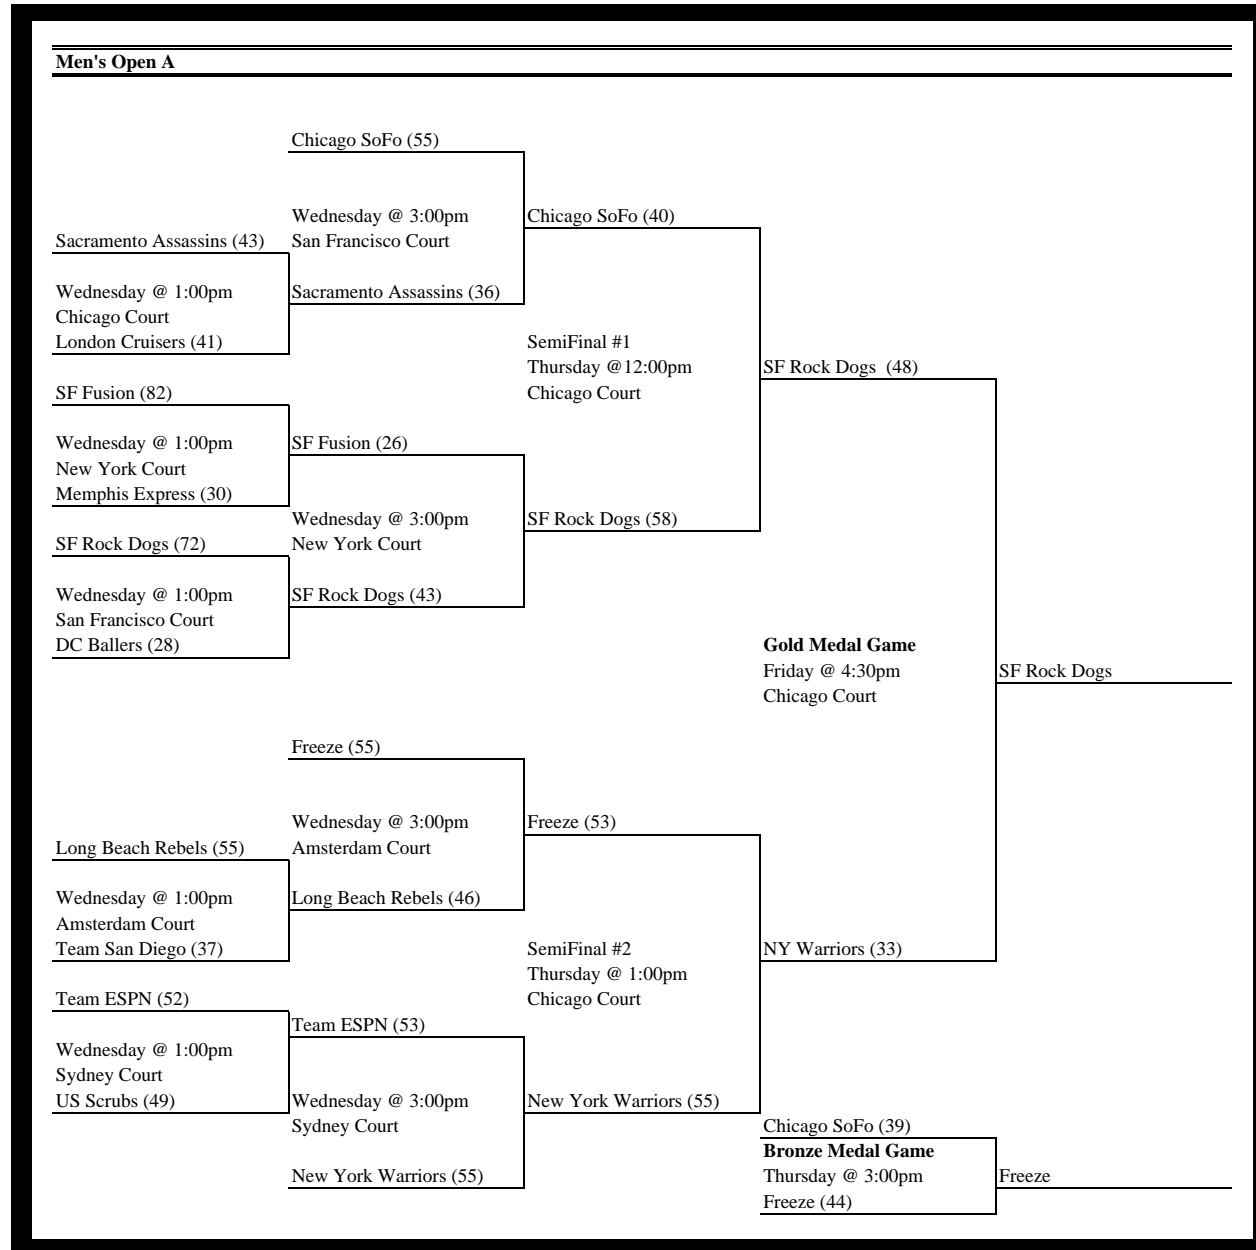 Men's Open A
Chicago SoFo (55)
Wednesday @ 3:00pm
San Francisco Court
Chicago SoFo (40)
Sacramento Assassins (43)
Wednesday @ 1:00pm
Chicago Court
London Cruisers (41)
Sacramento Assassins (36)
SemiFinal #1
Thursday @12:00pm
Chicago Court
SF Rock Dogs  (48)
SF Fusion (82)
Wednesday @ 1:00pm
New York Court
Memphis Express (30)
SF Fusion (26)
Wednesday @ 3:00pm
New York Court
SF Rock Dogs (58)
SF Rock Dogs (72)
Wednesday @ 1:00pm
San Francisco Court
DC Ballers (28)
SF Rock Dogs (43)
Gold Medal Game
Friday @ 4:30pm
Chicago Court
SF Rock Dogs
Freeze (55)
Wednesday @ 3:00pm
Amsterdam Court
Freeze (53)
Long Beach Rebels (55)
Wednesday @ 1:00pm
Amsterdam Court
Team San Diego (37)
Long Beach Rebels (46)
SemiFinal #2
Thursday @ 1:00pm
Chicago Court
NY Warriors (33)
Team ESPN (52)
Wednesday @ 1:00pm
Sydney Court
US Scrubs (49)
Team ESPN (53)
Wednesday @ 3:00pm
Sydney Court
New York Warriors (55)
New York Warriors (55)
Chicago SoFo (39)
Bronze Medal Game
Thursday @ 3:00pm
Freeze (44)
Freeze